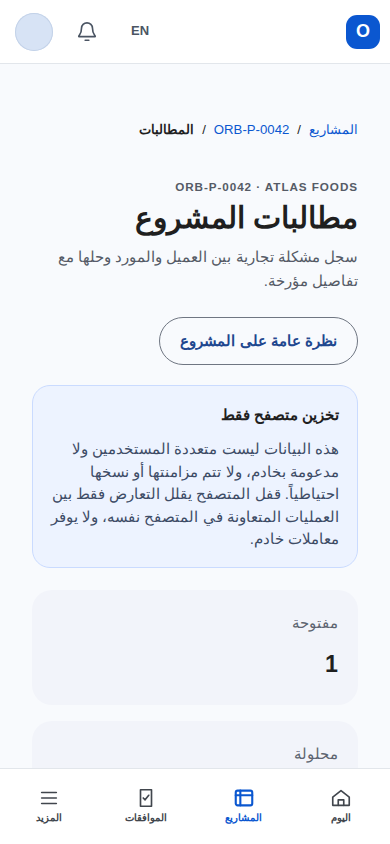 O
EN
المشاريع / ORB-P-0042 / المطالبات
ORB-P-0042 · ATLAS FOODS
مطالبات المشروع
سجل مشكلة تجارية بين العميل والمورد وحلها مع
تفاصيل مؤرخة.
نظرة عامة على المشروع
تخزين متصفح فقط
هذه البيانات ليست متعددة المستخدمين ولا
مدعومة بخادم، ولا تتم مزامنتها أو نسخها
احتياطياً. قفل المتصفح يقلل التعارض فقط بين
العمليات المتعاونة في المتصفح نفسه، ولا يوفر
معاملات خادم.
مفتوحة
1
محلولة
اليوم
المشاريع
الموافقات
المزيد